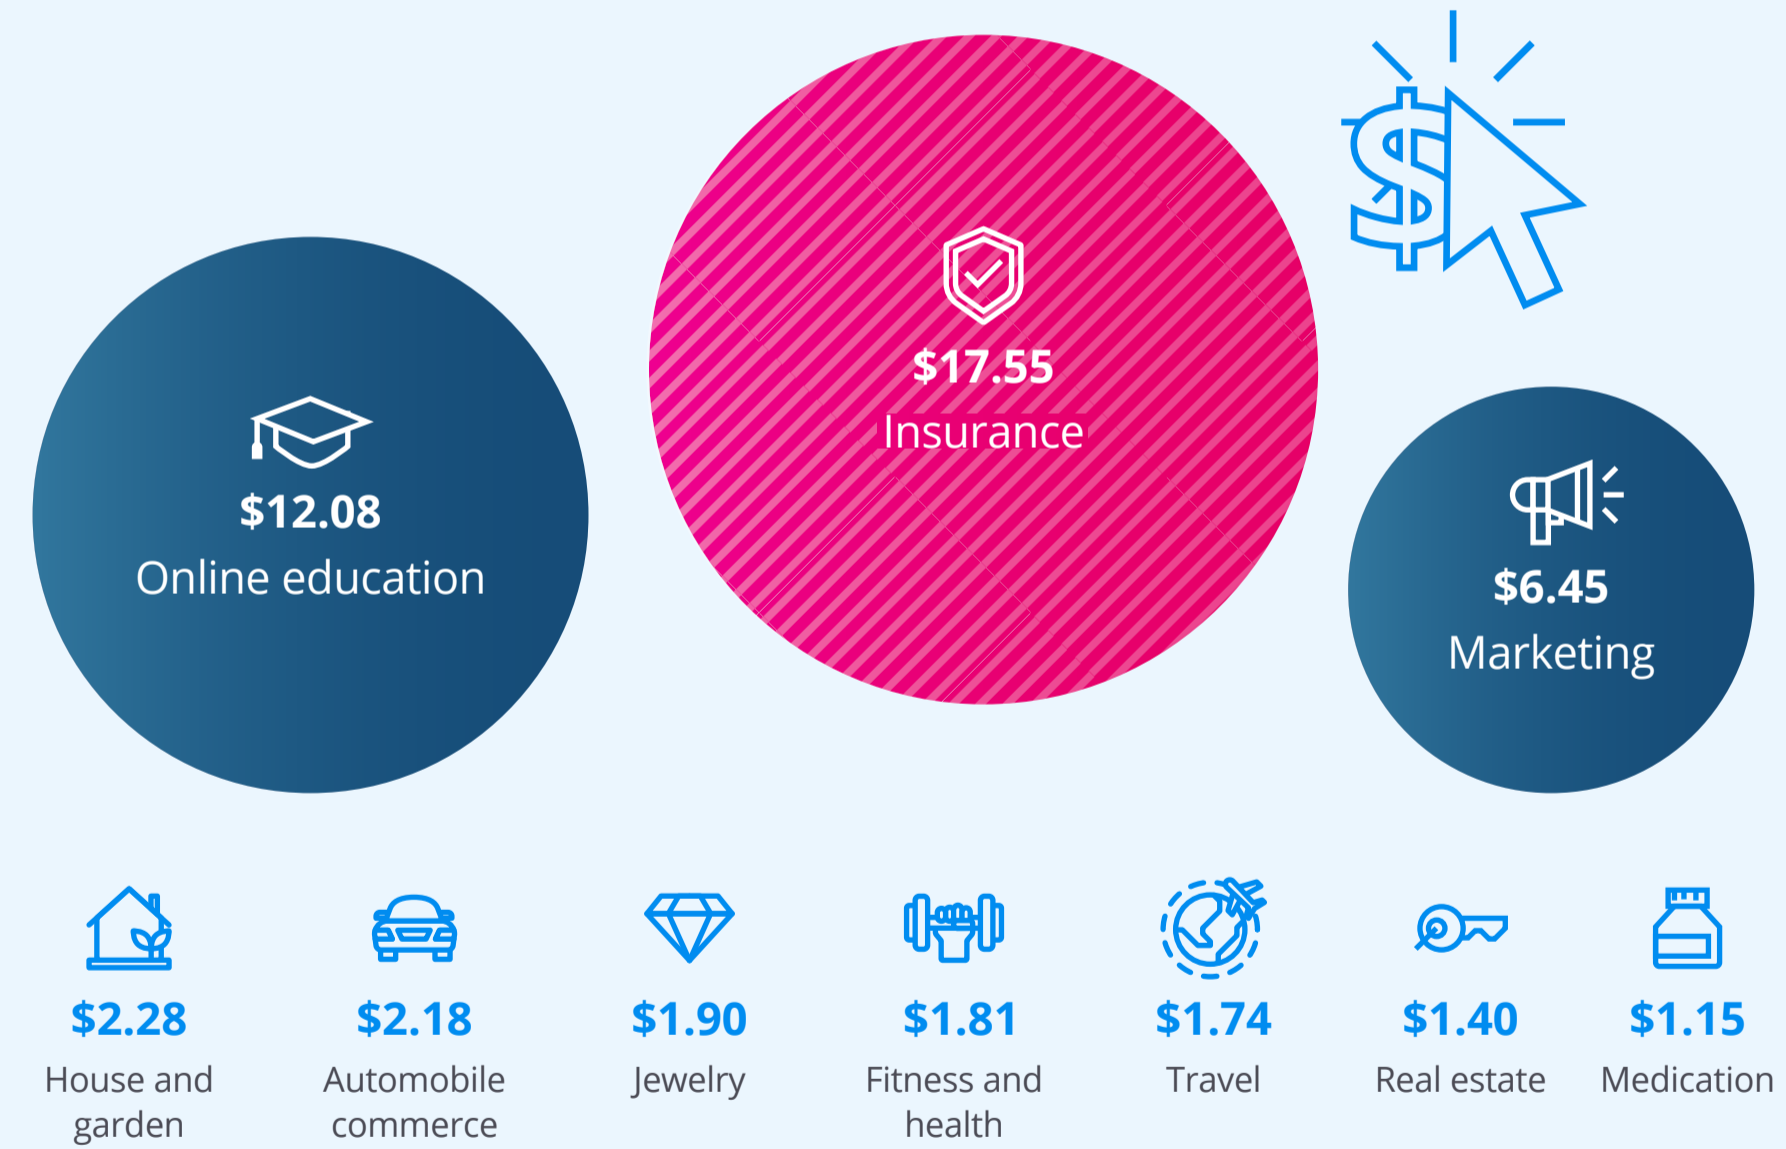 $17.55
Insurance
$12.08
Online education
$6.45
Marketing
$2.28
House and
garden
$2.18
Automobile
commerce
$1.90
Jewelry
$1.81
Fitness and
health
$1.74
Travel
$1.40
Real estate
$1.15
Medication